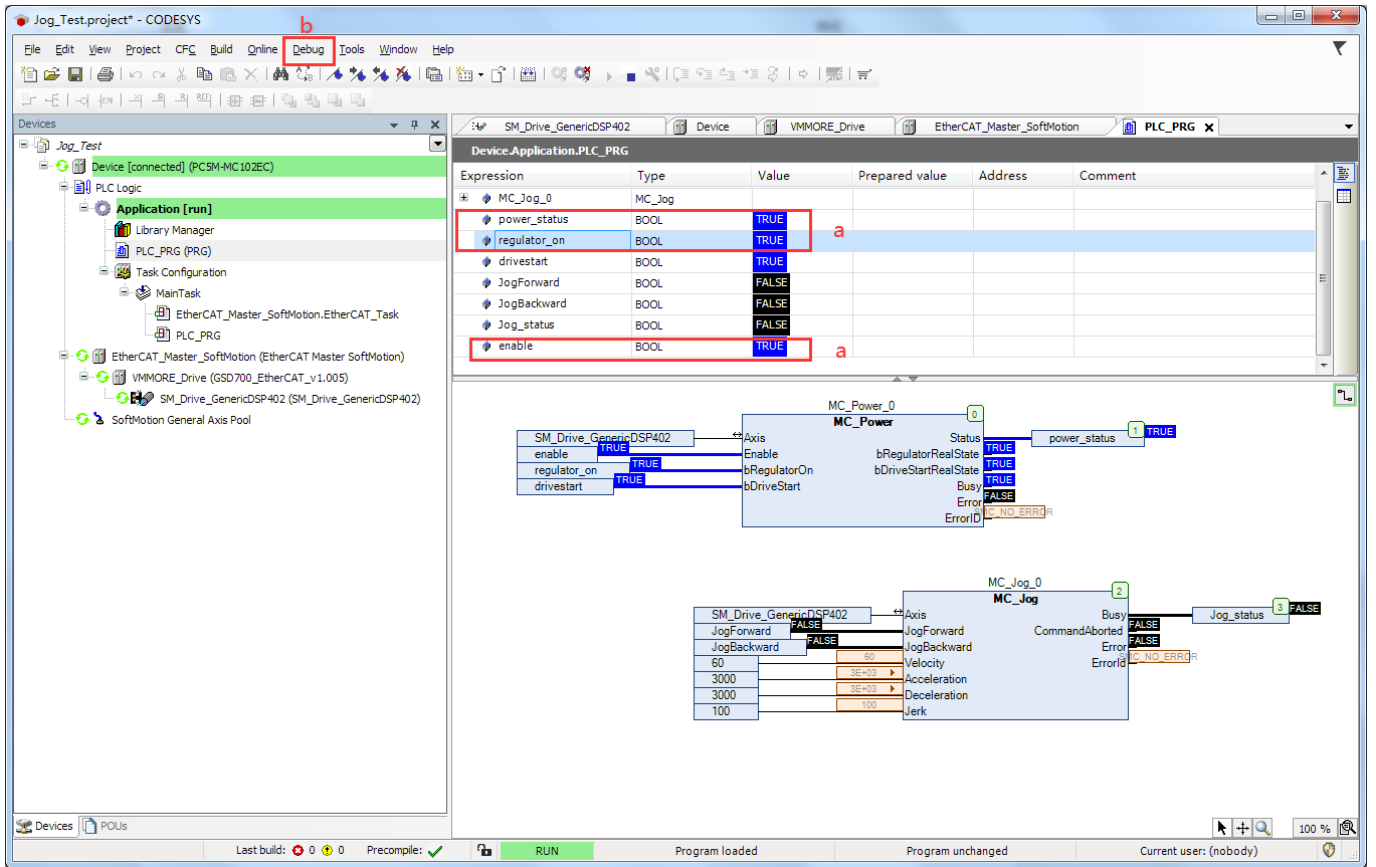 Jog_Test.project* - CODESYS
b
File Edit View Project CFC Build Online Debug Tools Window Help
Devices
Jog_Test
Device [connected] (PC5M-MC102EC)
PLC Logic
Application [run]
Library Manager
PLC_PRG (PRG)
Task Configuration
MainTask
EtherCAT_Master_SoftMotion.EtherCAT_Task
PLC_PRG
EtherCAT_Master_SoftMotion (EtherCAT Master SoftMotion)
VMMORE_Drive (GSD700_EtherCAT_v1.005)
SM_Drive_GenericDSP402 (SM_Drive_GenericDSP402)
SoftMotion General Axis Pool
Devices POUs
SM_Drive_GenericDSP402 Device VMMORE_Drive EtherCAT_Master_SoftMotion PLC_PRG
Device.Application.PLC_PRG
Expression Type Value Prepared value Address Comment
MC_Jog_0 MC_Jog
power_status BOOL TRUE
a
regulator_on BOOL TRUE
drivestart BOOL TRUE
JogForward BOOL FALSE
JogBackward BOOL FALSE
Jog_status BOOL FALSE
enable BOOL TRUE
a
MC_Power_0
0
MC_Power
SM_Drive_GenericDSP402 Axis Status power_status 1 TRUE
enable TRUE Enable bRegulatorRealState TRUE
regulator_on TRUE bRegulatorOn bDriveStartRealState TRUE
drivestart TRUE bDriveStart Busy TRUE
Error FALSE
ErrorID SMC_NO_ERROR
MC_Jog_0
2
MC_Jog
SM_Drive_GenericDSP402 Axis Busy Jog_status 3 FALSE
JogForward FALSE JogForward CommandAborted FALSE
JogBackward FALSE JogBackward Error FALSE
60 60 Velocity ErrorId SMC_NO_ERROR
3000 3E+03 Acceleration
3000 3E+03 Deceleration
100 100 Jerk
100 %
Last build: 0 0 Precompile: RUN Program loaded Program unchanged Current user: (nobody)